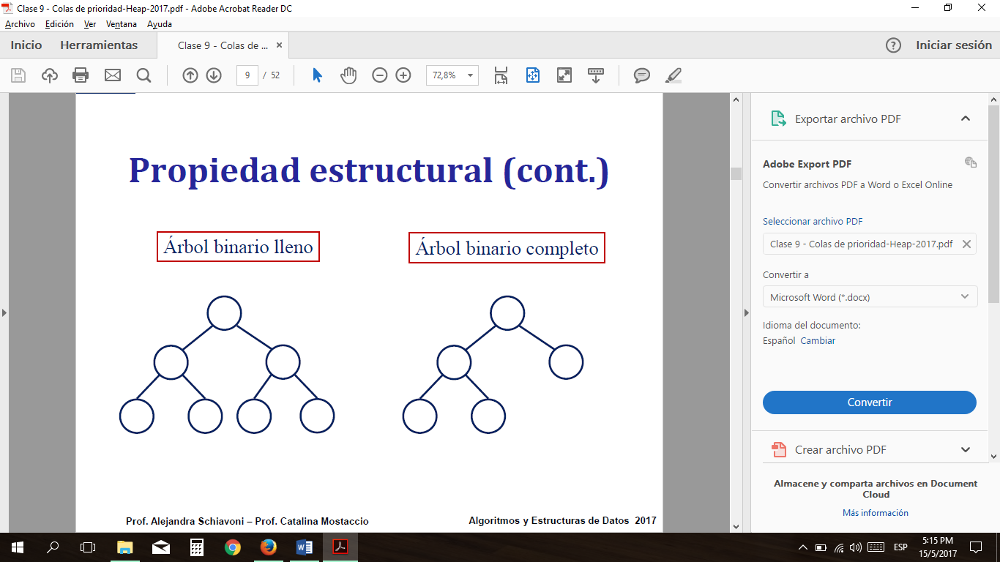 Clase 9 - Colas de prioridad-Heap-2017.pdf - Adobe Acrobat Reader DC
Archivo Edición Ver Ventana Ayuda
Inicio Herramientas Clase 9 - Colas de ... × Iniciar sesión
9 / 52 72,8%
Propiedad estructural (cont.)
Árbol binario lleno
Árbol binario completo
Prof. Alejandra Schiavoni – Prof. Catalina Mostaccio
Algoritmos y Estructuras de Datos 2017
Exportar archivo PDF
Adobe Export PDF
Convertir archivos PDF a Word o Excel Online
Seleccionar archivo PDF
Clase 9 - Colas de prioridad-Heap-2017.pdf
Convertir a
Microsoft Word (*.docx)
Idioma del documento:
Español Cambiar
Convertir
Crear archivo PDF
Almacene y comparta archivos en Document
Cloud
Más información
ESP
5:15 PM
15/5/2017